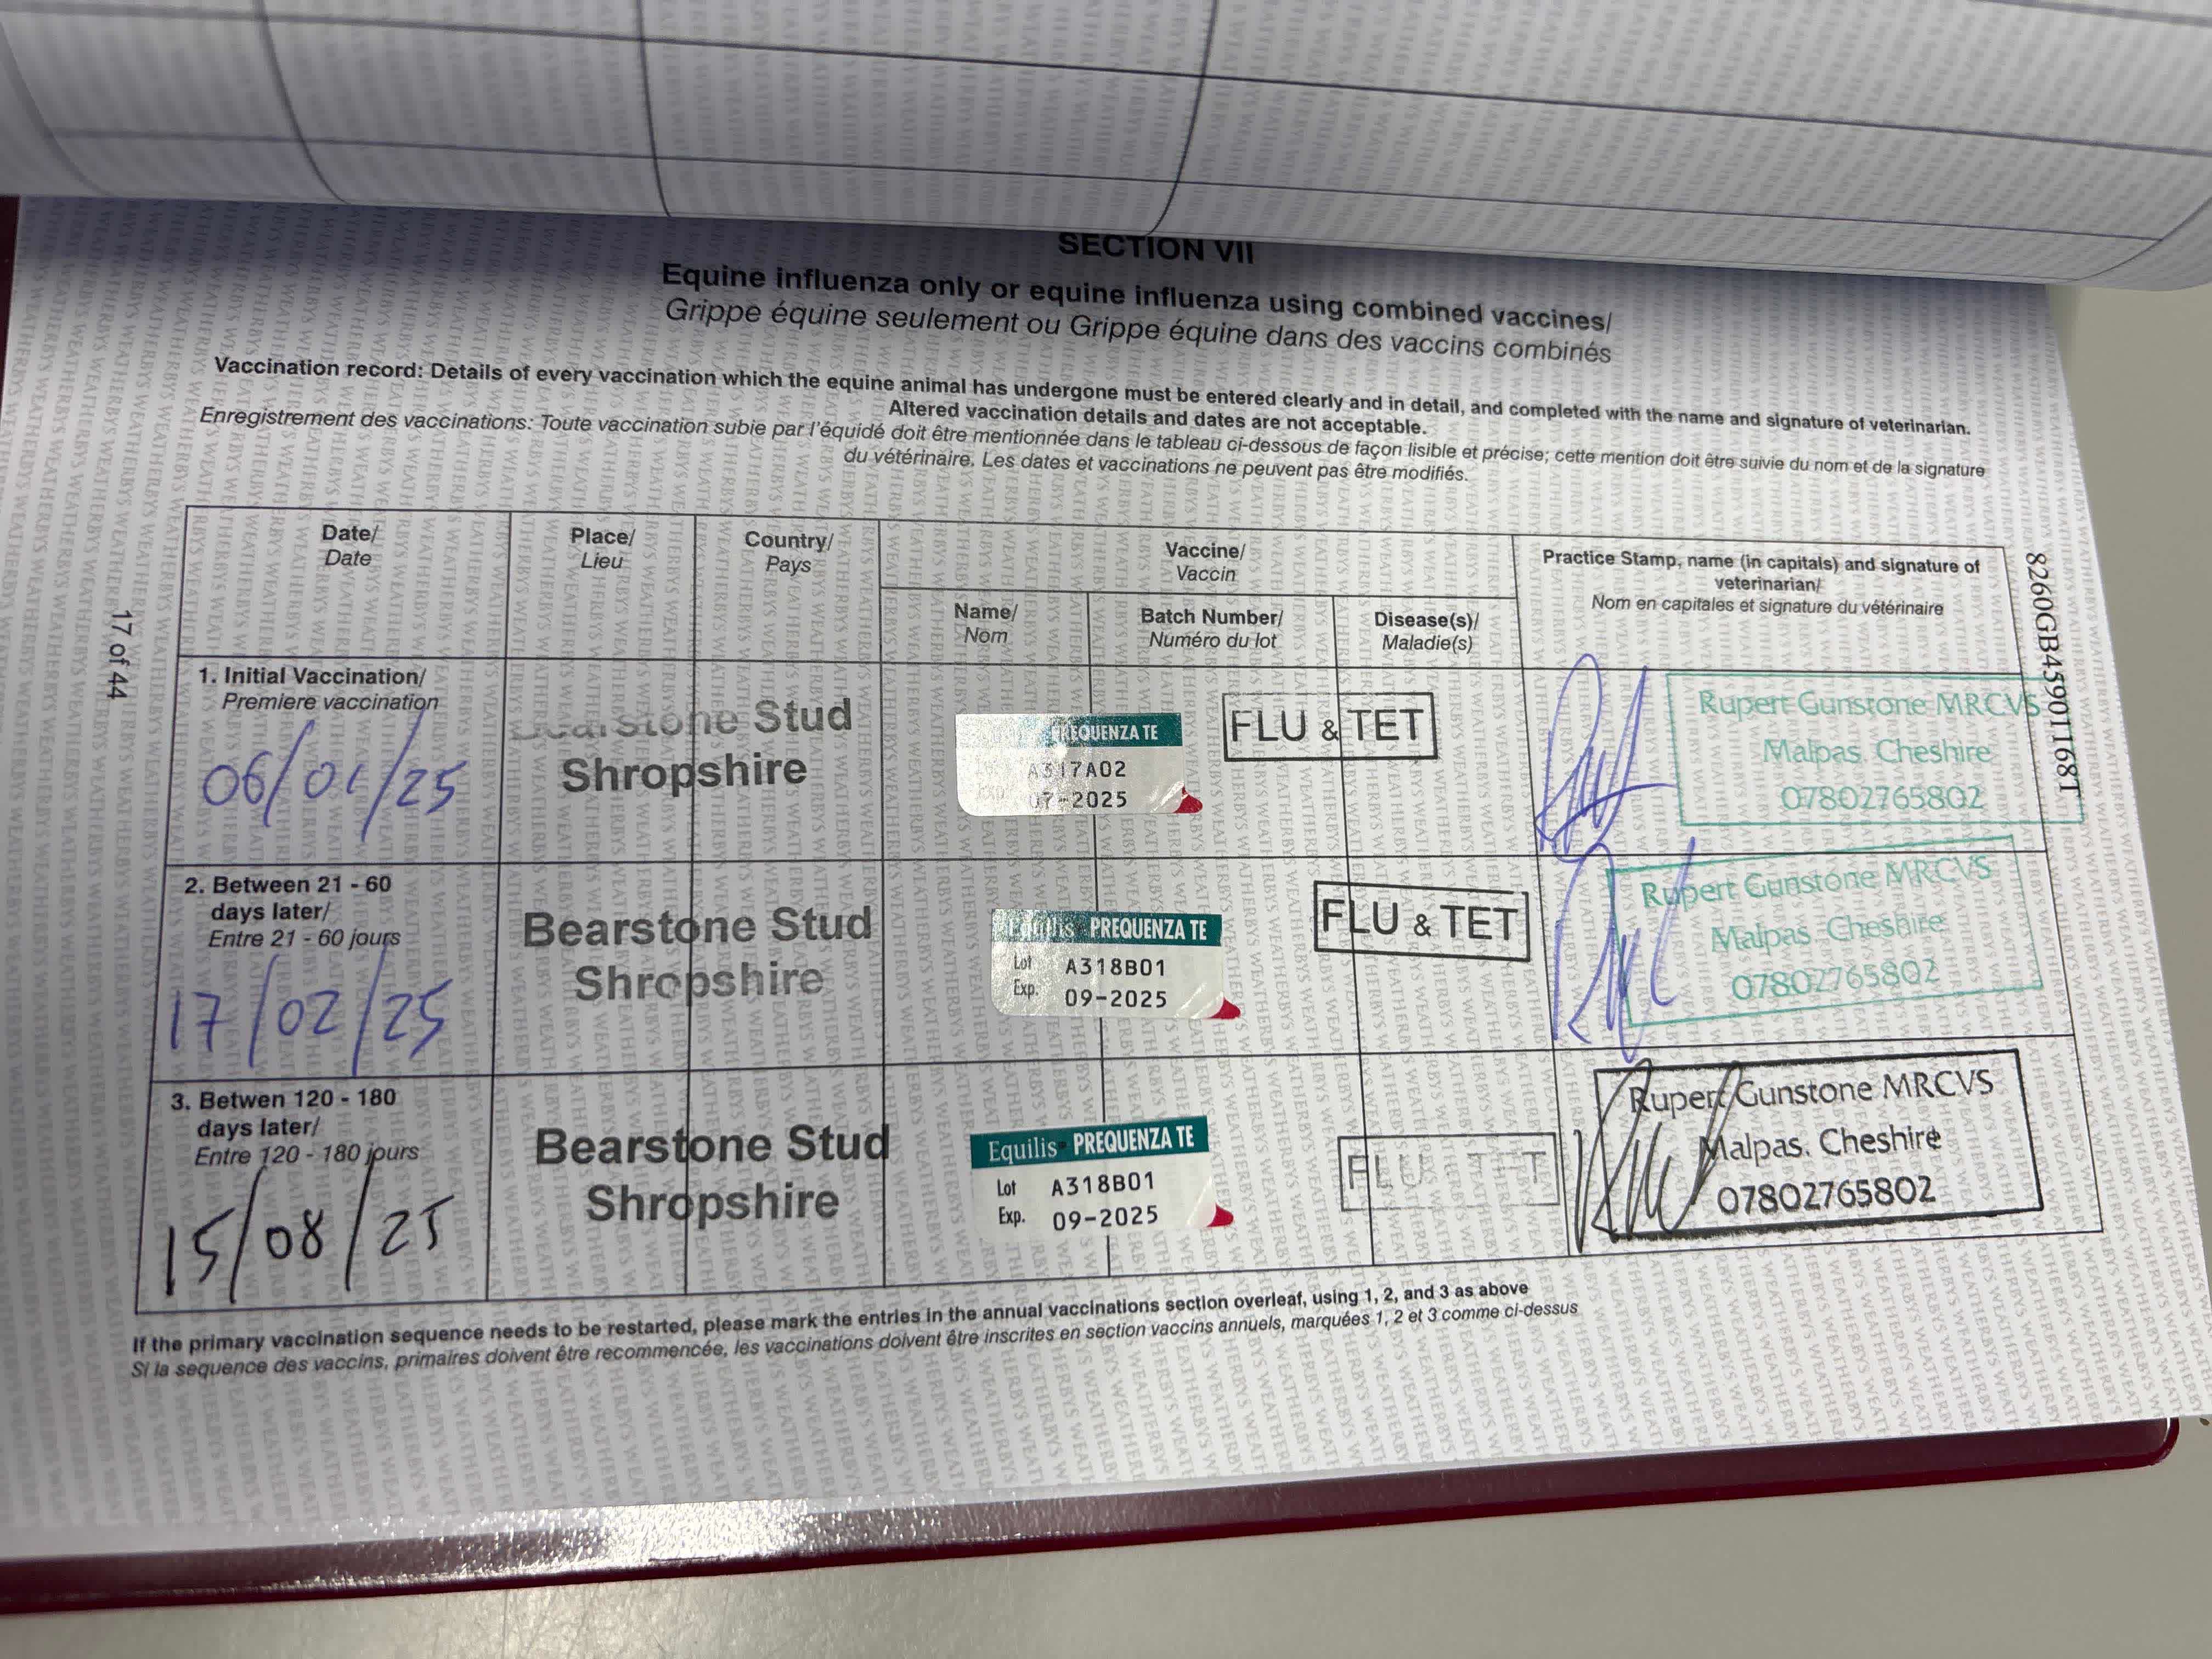 SECTION VII
Equine influenza only or equine influenza using combined vaccines/
Grippe équine seulement ou Grippe équine dans des vaccins combinés
Vaccination record: Details of every vaccination which the equine animal has undergone must be entered clearly and in detail, and completed with the name and signature of veterinarian.
Altered vaccination details and dates are not acceptable.
Enregistrement des vaccinations: Toute vaccination subie par l'équidé doit être mentionnée dans le tableau ci-dessous de façon lisible et précise; cette mention doit être suivie du nom et de la signature
du vétérinaire. Les dates et vaccinations ne peuvent pas être modifiés.
Date/
Date
Place/
Lieu
Country/
Pays
Vaccine/
Vaccin
Name/
Nom
Batch Number/
Numéro du lot
Disease(s)/
Maladie(s)
Practice Stamp, name (in capitals) and signature of
veterinarian/
Nom en capitales et signature du vétérinaire
1. Initial Vaccination/
Premiere vaccination
06/01/25
Bearstone Stud
Shropshire
PREQUENZA TE
A317A02
Exp. 07-2025
FLU & TET
Rupert Gunstone MRCVS
Malpas. Cheshire
07802765802
2. Between 21 - 60
days later/
Entre 21 - 60 jours
17/02/25
Bearstone Stud
Shropshire
Equilis PREQUENZA TE
Lot A318B01
Exp. 09-2025
FLU & TET
Rupert Gunstone MRCVS
Malpas. Cheshire
07802765802
3. Betwen 120 - 180
days later/
Entre 120 - 180 jours
15/08/25
Bearstone Stud
Shropshire
Equilis PREQUENZA TE
Lot A318B01
Exp. 09-2025
FLU TET
Rupert Gunstone MRCVS
Malpas. Cheshire
07802765802
If the primary vaccination sequence needs to be restarted, please mark the entries in the annual vaccinations section overleaf, using 1, 2, and 3 as above
Si la sequence des vaccins, primaires doivent être recommencée, les vaccinations doivent être inscrites en section vaccins annuels, marquées 1, 2 et 3 comme ci-dessus
17 of 44
8260GB45901168T
WEATHERBYS